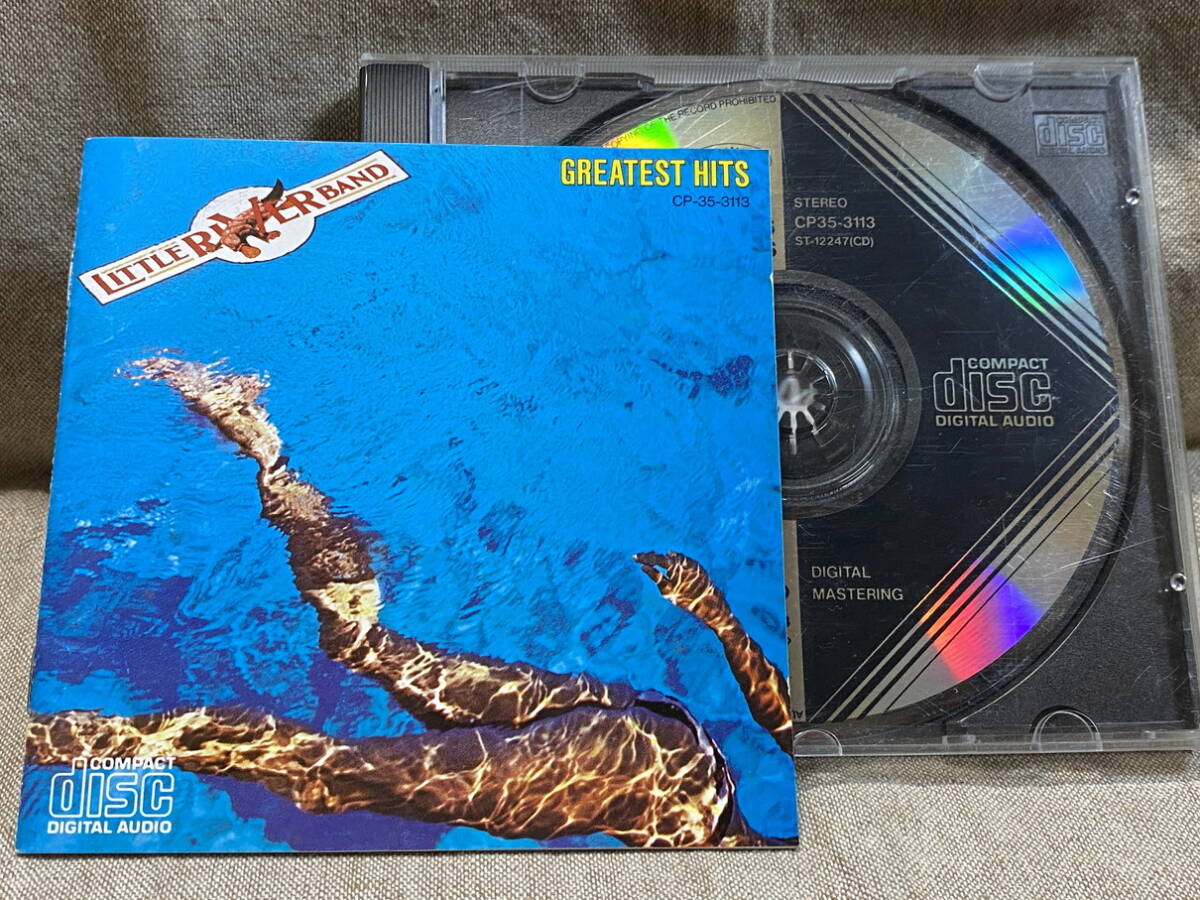 LITTLE RIVER BAND
GREATEST HITS
CP-35-3113
COMPACT
disc
DIGITAL AUDIO
THE RECORD PROHIBITED
STEREO
CP35-3113
ST-12247(CD)
COMPACT
disc
DIGITAL AUDIO
DIGITAL
MASTERING
disc